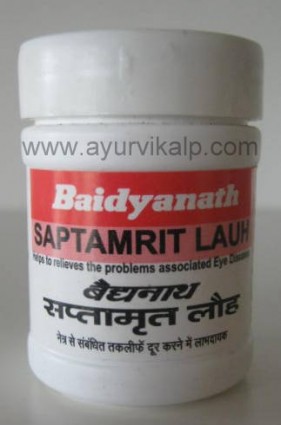 www.ayurvikalp.com
Baidyanath
SAPTAMRIT LAUH
Helps to relieves the problems associated Eye Diseases
बैद्यनाथ
सप्तामृत लौह
नेत्र से संबंधित तकलीफें दूर करने में लाभदायक